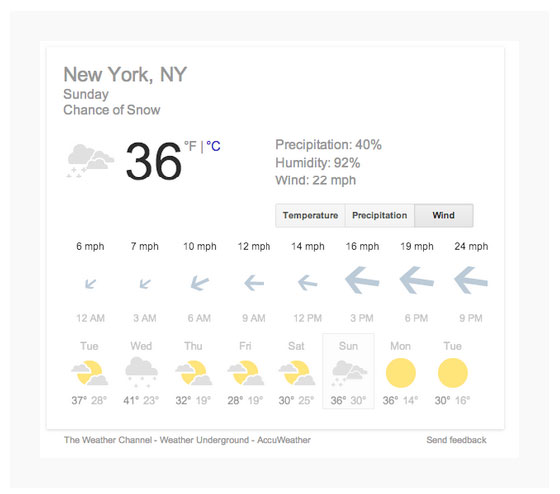 New York, NY
Sunday
Chance of Snow
36 °F | °C
Precipitation: 40%
Humidity: 92%
Wind: 22 mph
Temperature Precipitation Wind
6 mph 7 mph 10 mph 12 mph 14 mph 16 mph 19 mph 24 mph
12 AM 3 AM 6 AM 9 AM 12 PM 3 PM 6 PM 9 PM
Tue Wed Thu Fri Sat Sun Mon Tue
37° 28° 41° 23° 32° 19° 28° 19° 30° 25° 36° 30° 36° 14° 30° 16°
The Weather Channel - Weather Underground - AccuWeather Send feedback